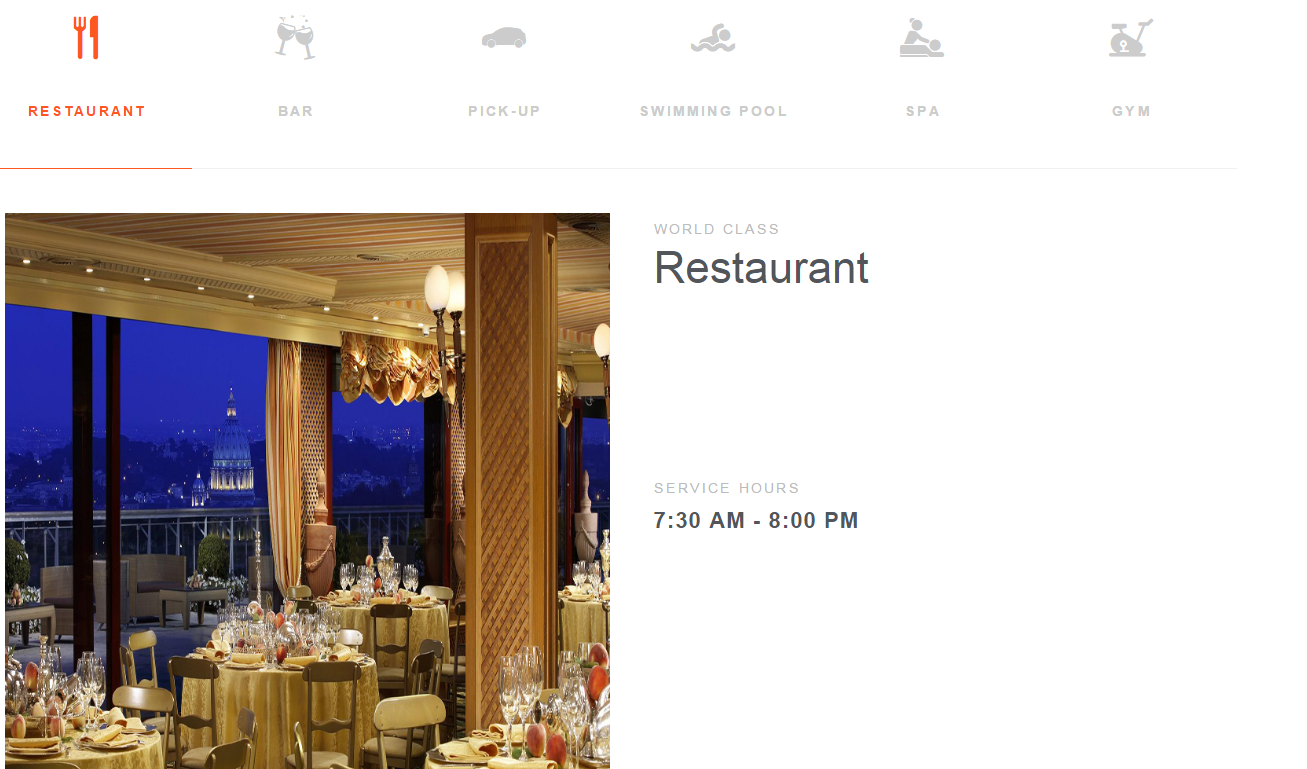 RESTAURANT
BAR
PICK-UP
SWIMMING POOL
SPA
GYM
WORLD CLASS
Restaurant
SERVICE HOURS
7:30 AM - 8:00 PM